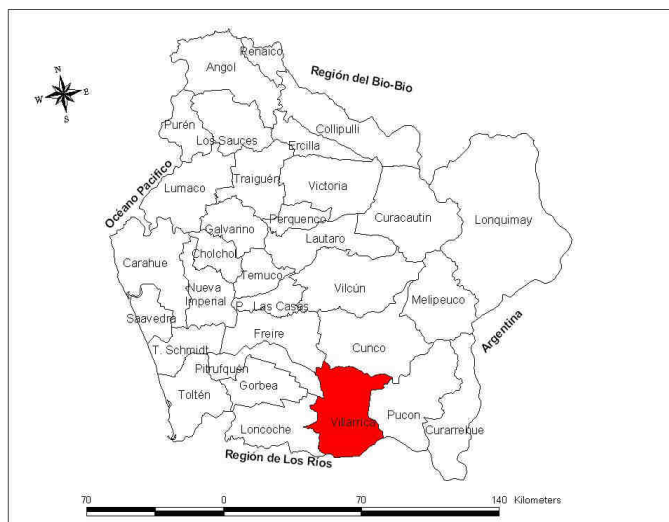 Renaico
Angol
Región del Bio-Bio
N
W E
S
Collipulli
Purén
Los Sauces
Ercilla
Océano Pacífico
Traiguén
Victoria
Lumaco
Lonquimay
Perquenco
Curacautín
Galvarino
Lautaro
Cholchol
Carahue
Temuco
Nueva
Imperial
Vilcún
Melipeuco
P. Las Casas
Saavedra
Freire
Argentina
T. Schmidt
Cunco
Pitrufquén
Gorbea
Toltén
Pucon
Villarrica
Curarrehue
Loncoche
Región de Los Ríos
70 0 70 140 Kilometers